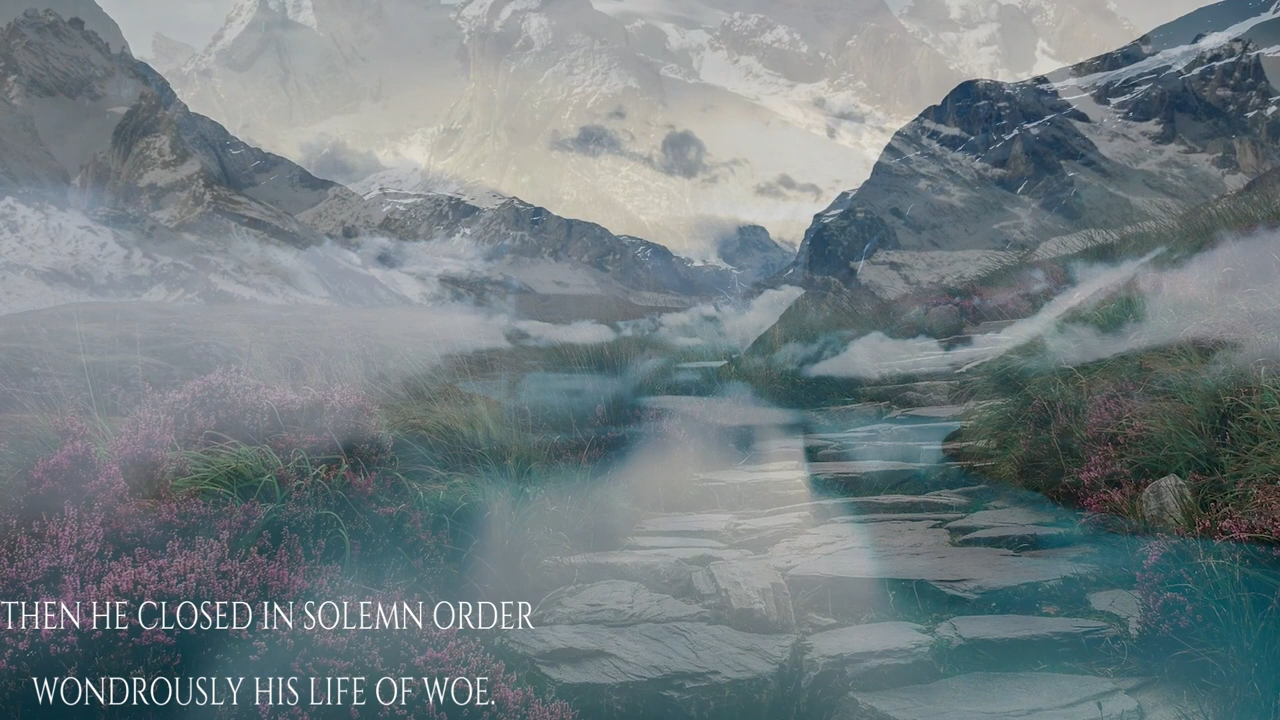 THEN HE CLOSED IN SOLEMN ORDER
WONDROUSLY HIS LIFE OF WOE.